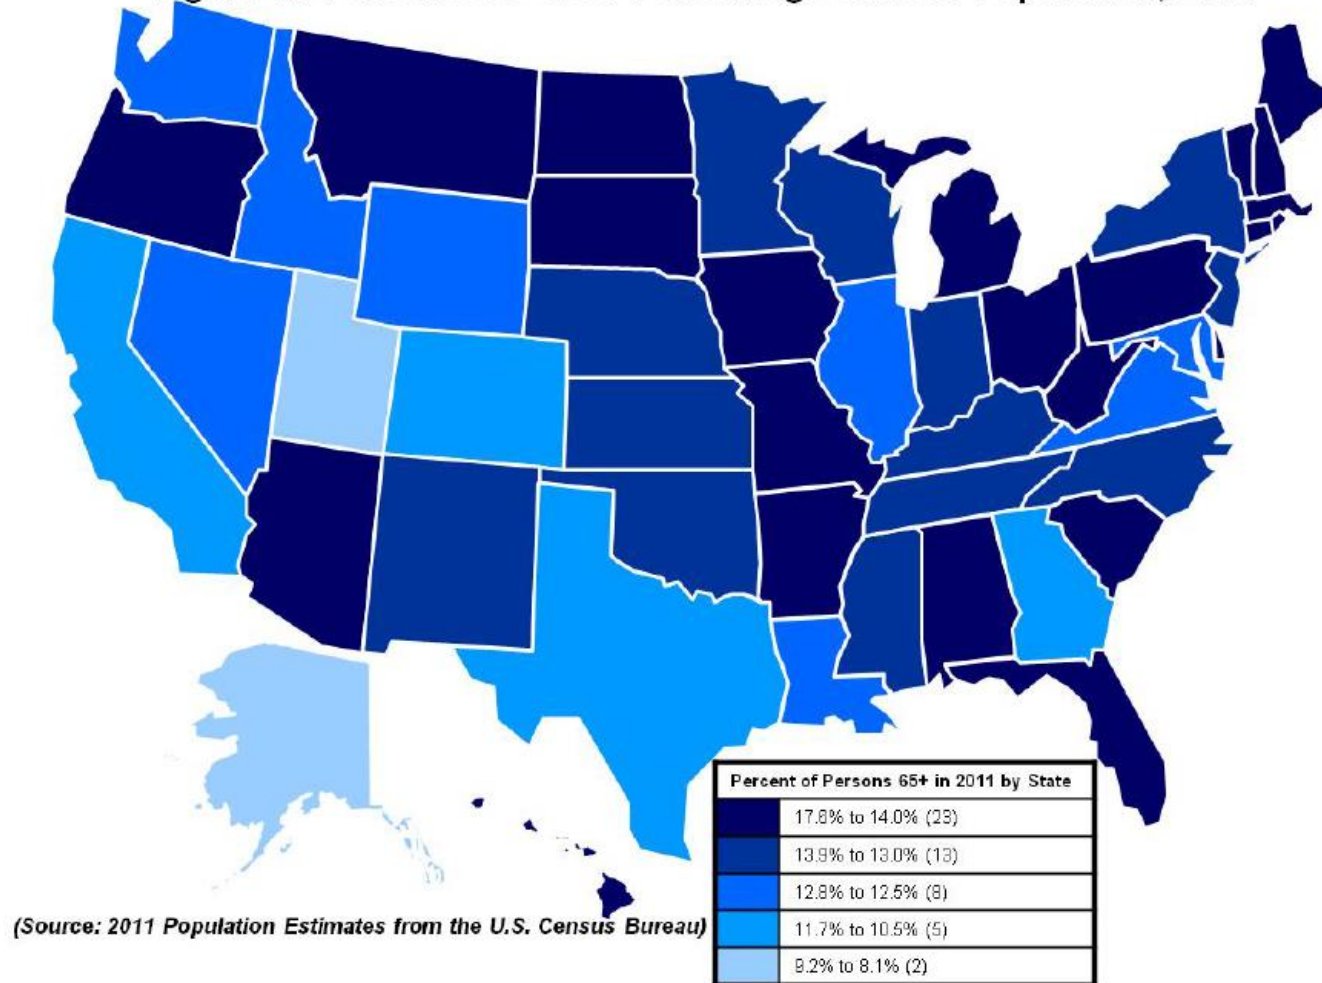 Percent of Persons 65+ in 2011 by State
17.6% to 14.0% (23)
13.9% to 13.0% (13)
12.8% to 12.5% (8)
11.7% to 10.5% (5)
9.2% to 8.1% (2)
(Source: 2011 Population Estimates from the U.S. Census Bureau)